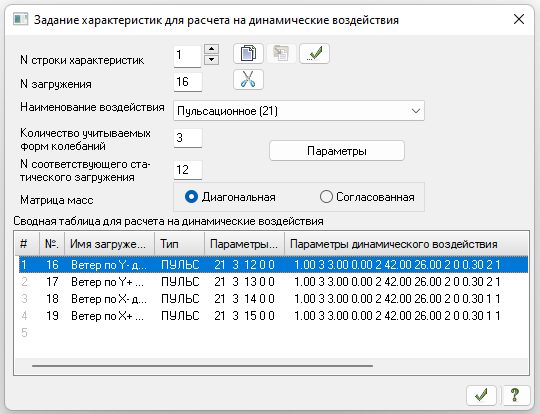 Задание характеристик для расчета на динамические воздействия
N строки характеристик 1
N загружения 16
Наименование воздействия Пульсационное (21)
Количество учитываемых
форм колебаний 3
Параметры
N соответствующего ста-
тического загружения 12
Матрица масс Диагональная Согласованная
Сводная таблица для расчета на динамические воздействия
# №. Имя загруже... Тип Параметры... Параметры динамического воздействия
1 16 Ветер по Y- д... ПУЛЬС 21 3 12 0 0 1.00 3 3.00 0.00 2 42.00 26.00 2 0 0.30 2 1
2 17 Ветер по Y+ ... ПУЛЬС 21 3 13 0 0 1.00 3 3.00 0.00 2 42.00 26.00 2 0 0.30 2 1
3 18 Ветер по X- д... ПУЛЬС 21 3 14 0 0 1.00 3 3.00 0.00 2 42.00 26.00 2 0 0.30 1 1
4 19 Ветер по X+ ... ПУЛЬС 21 3 15 0 0 1.00 3 3.00 0.00 2 42.00 26.00 2 0 0.30 1 1
5
?